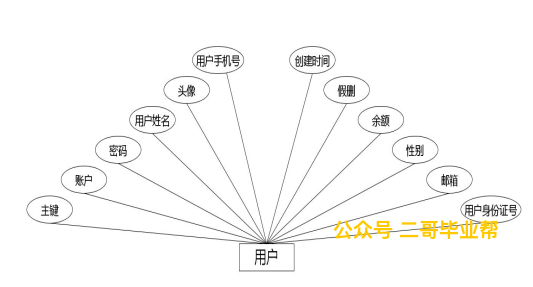 用户手机号
创建时间
头像
假删
用户姓名
余额
密码
性别
账户
邮箱
主键
用户身份证号
公众号 二哥毕业帮
用户